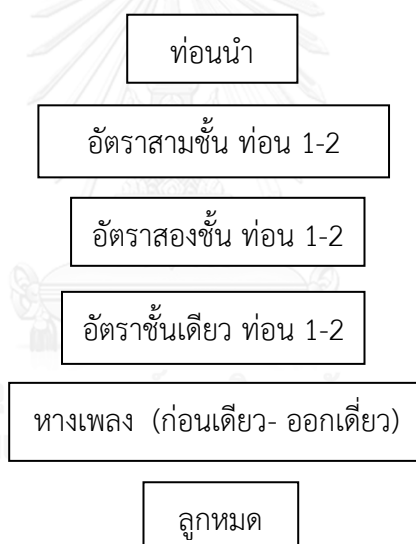 ท่อนนำ
อัตราสามชั้น ท่อน 1-2
อัตราสองชั้น ท่อน 1-2
อัตราชั้นเดียว ท่อน 1-2
หางเพลง (ก่อนเดียว- ออกเดี่ยว)
ลูกหมด